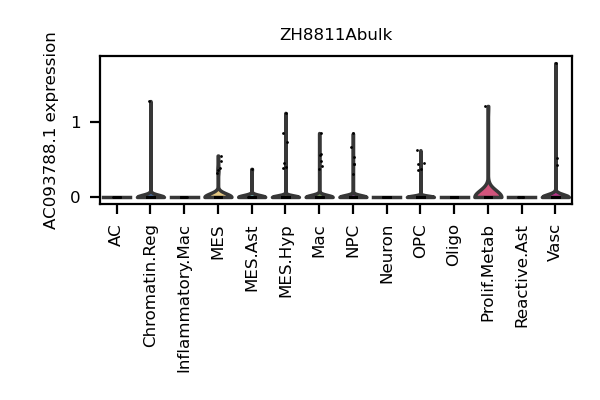 ZH8811Abulk
AC093788.1 expression
1
0
AC
Chromatin.Reg
Inflammatory.Mac
MES
MES.Ast
MES.Hyp
Mac
NPC
Neuron
OPC
Oligo
Prolif.Metab
Reactive.Ast
Vasc